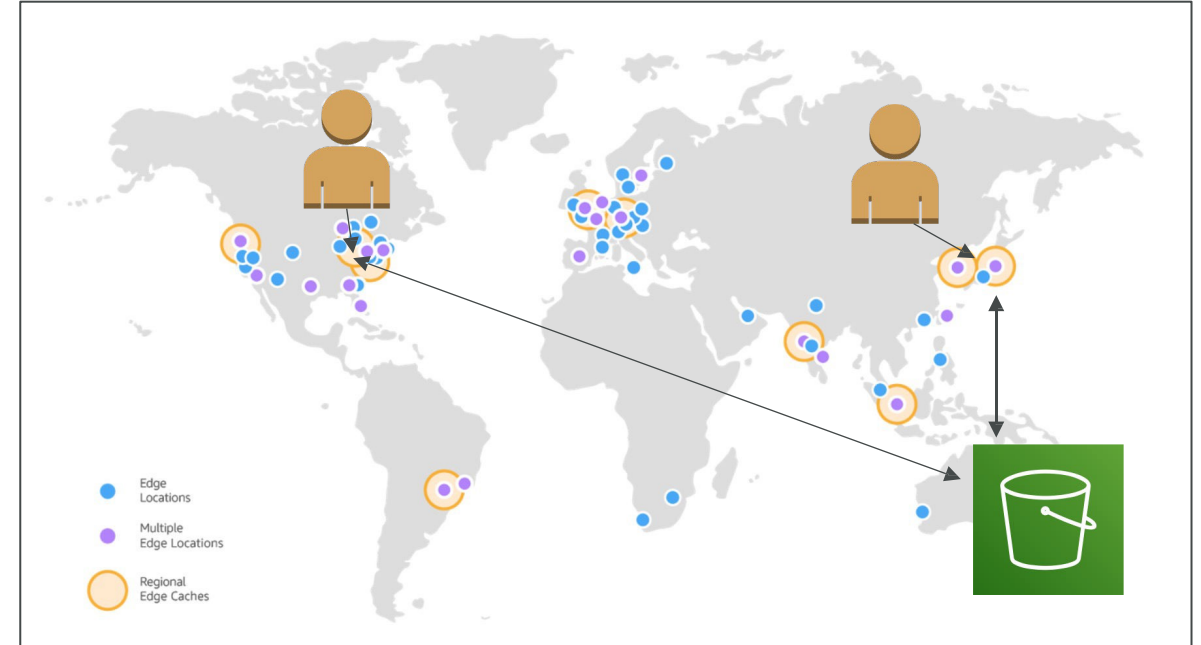 Edge
Locations
Multiple
Edge Locations
Regional
Edge Caches